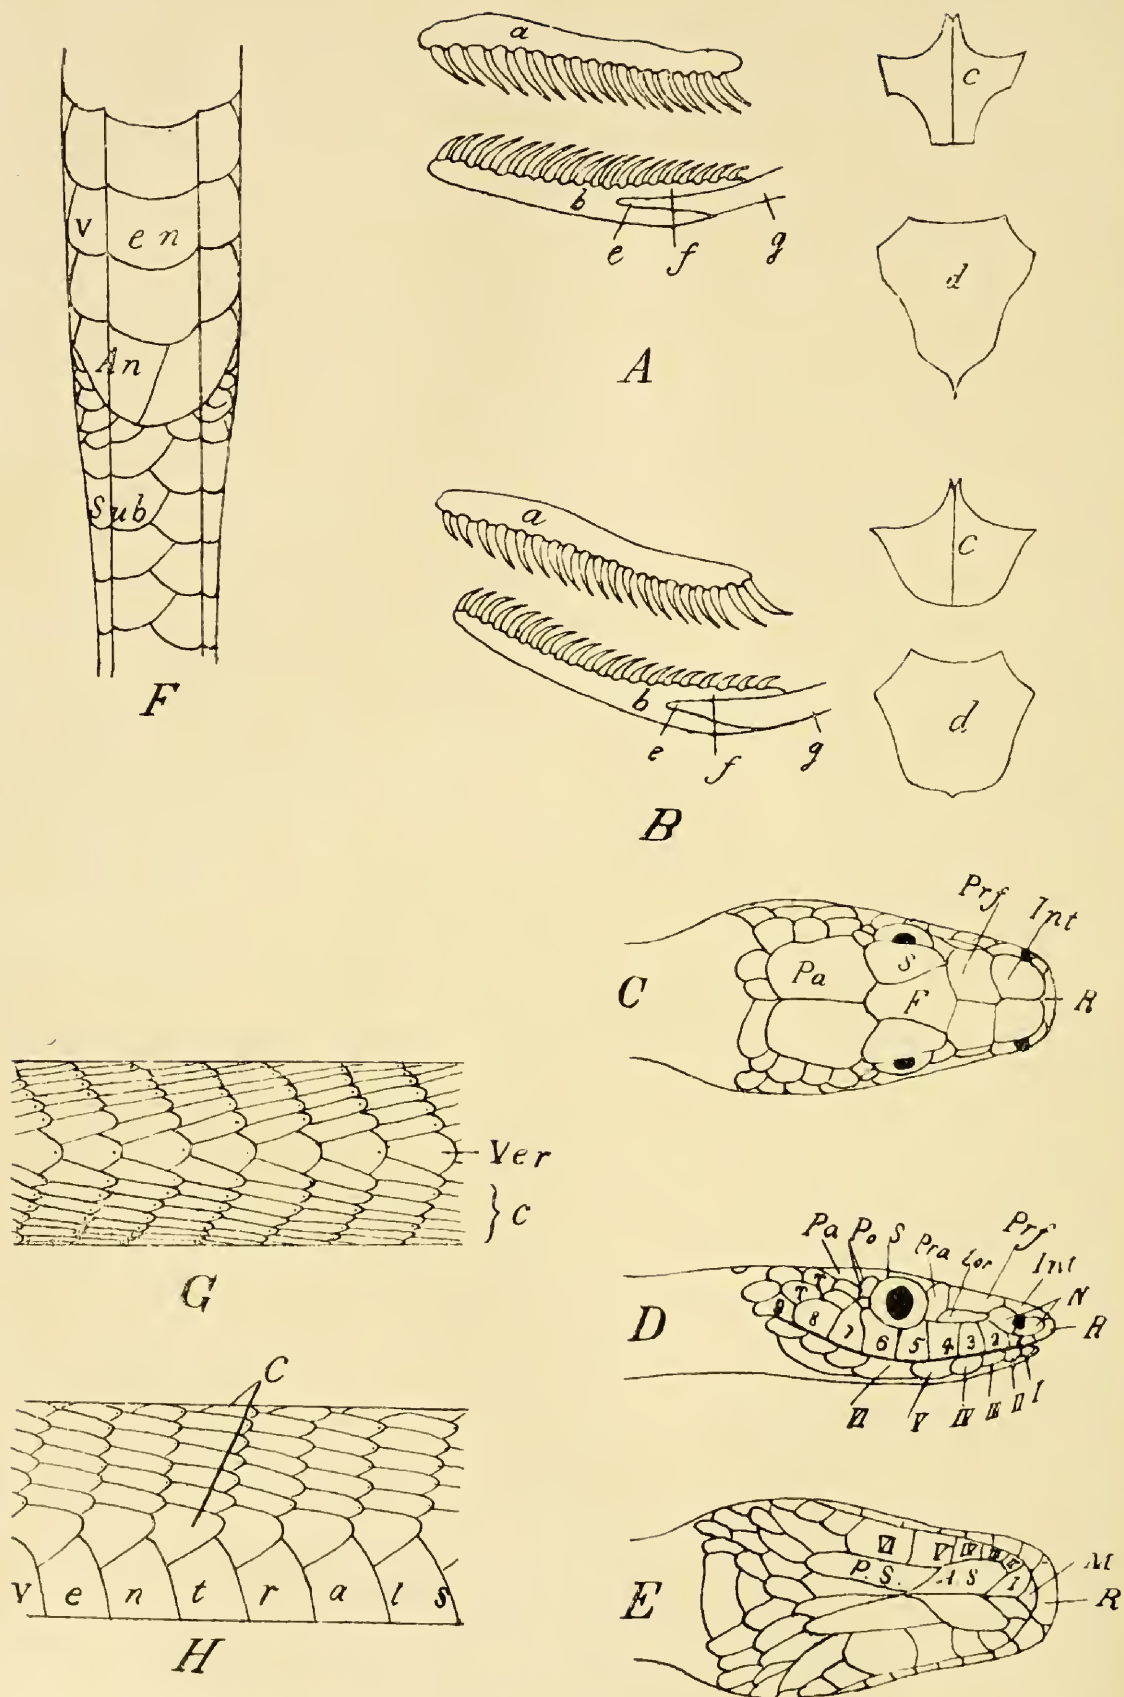 a
c
b
e f g
d
A
v en
An
Sub
F
a
c
b
e f g
d
B
Prf Int
Pa S F
C
R
Ver
C
G
Pa Po S Pra Lor Prf Int
N
T T
R
9 8 7 6 5 4 3 2 1
VI V IV III II I
D
C
v e n t r a l s
H
VI V IV III II I
P. S. A S
M
R
E